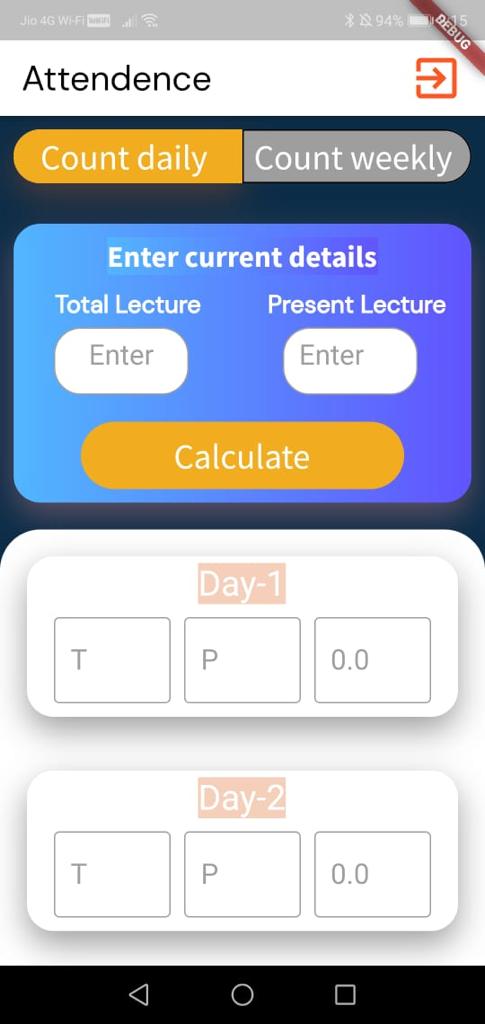 Jio 4G Wi-Fi VoWiFi 94% 15
DEBUG
Attendence
Count daily Count weekly
Enter current details
Total Lecture Present Lecture
Enter Enter
Calculate
Day-1
T P 0.0
Day-2
T P 0.0